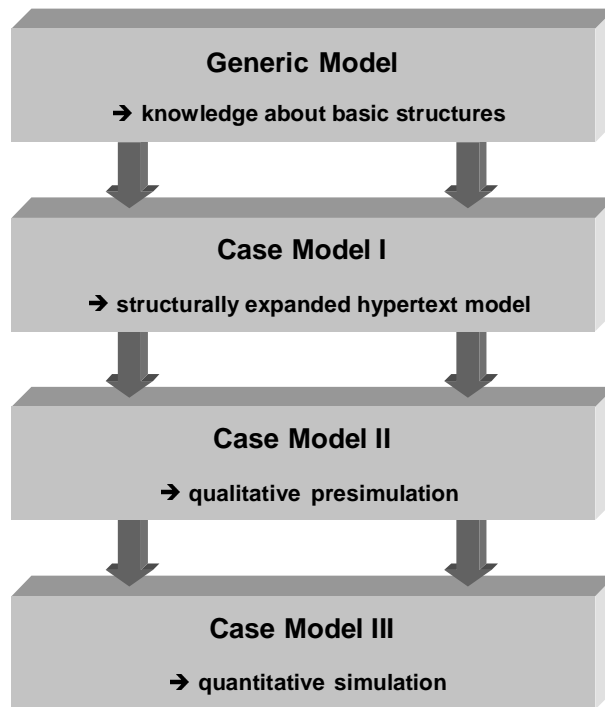 Generic Model
➔ knowledge about basic structures
Case Model I
➔ structurally expanded hypertext model
Case Model II
➔ qualitative presimulation
Case Model III
➔ quantitative simulation